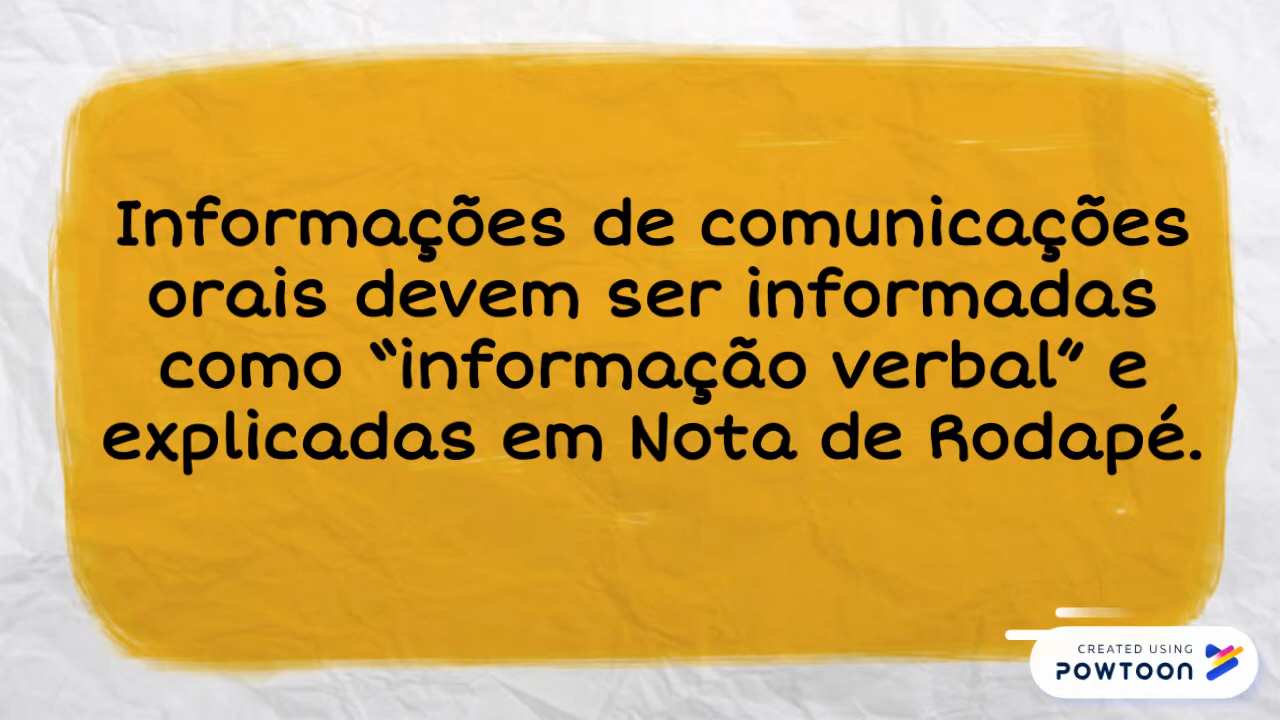 Informações de comunicações
orais devem ser informadas
como “informação verbal” e
explicadas em Nota de Rodapé.
CREATED USING
POWTOON